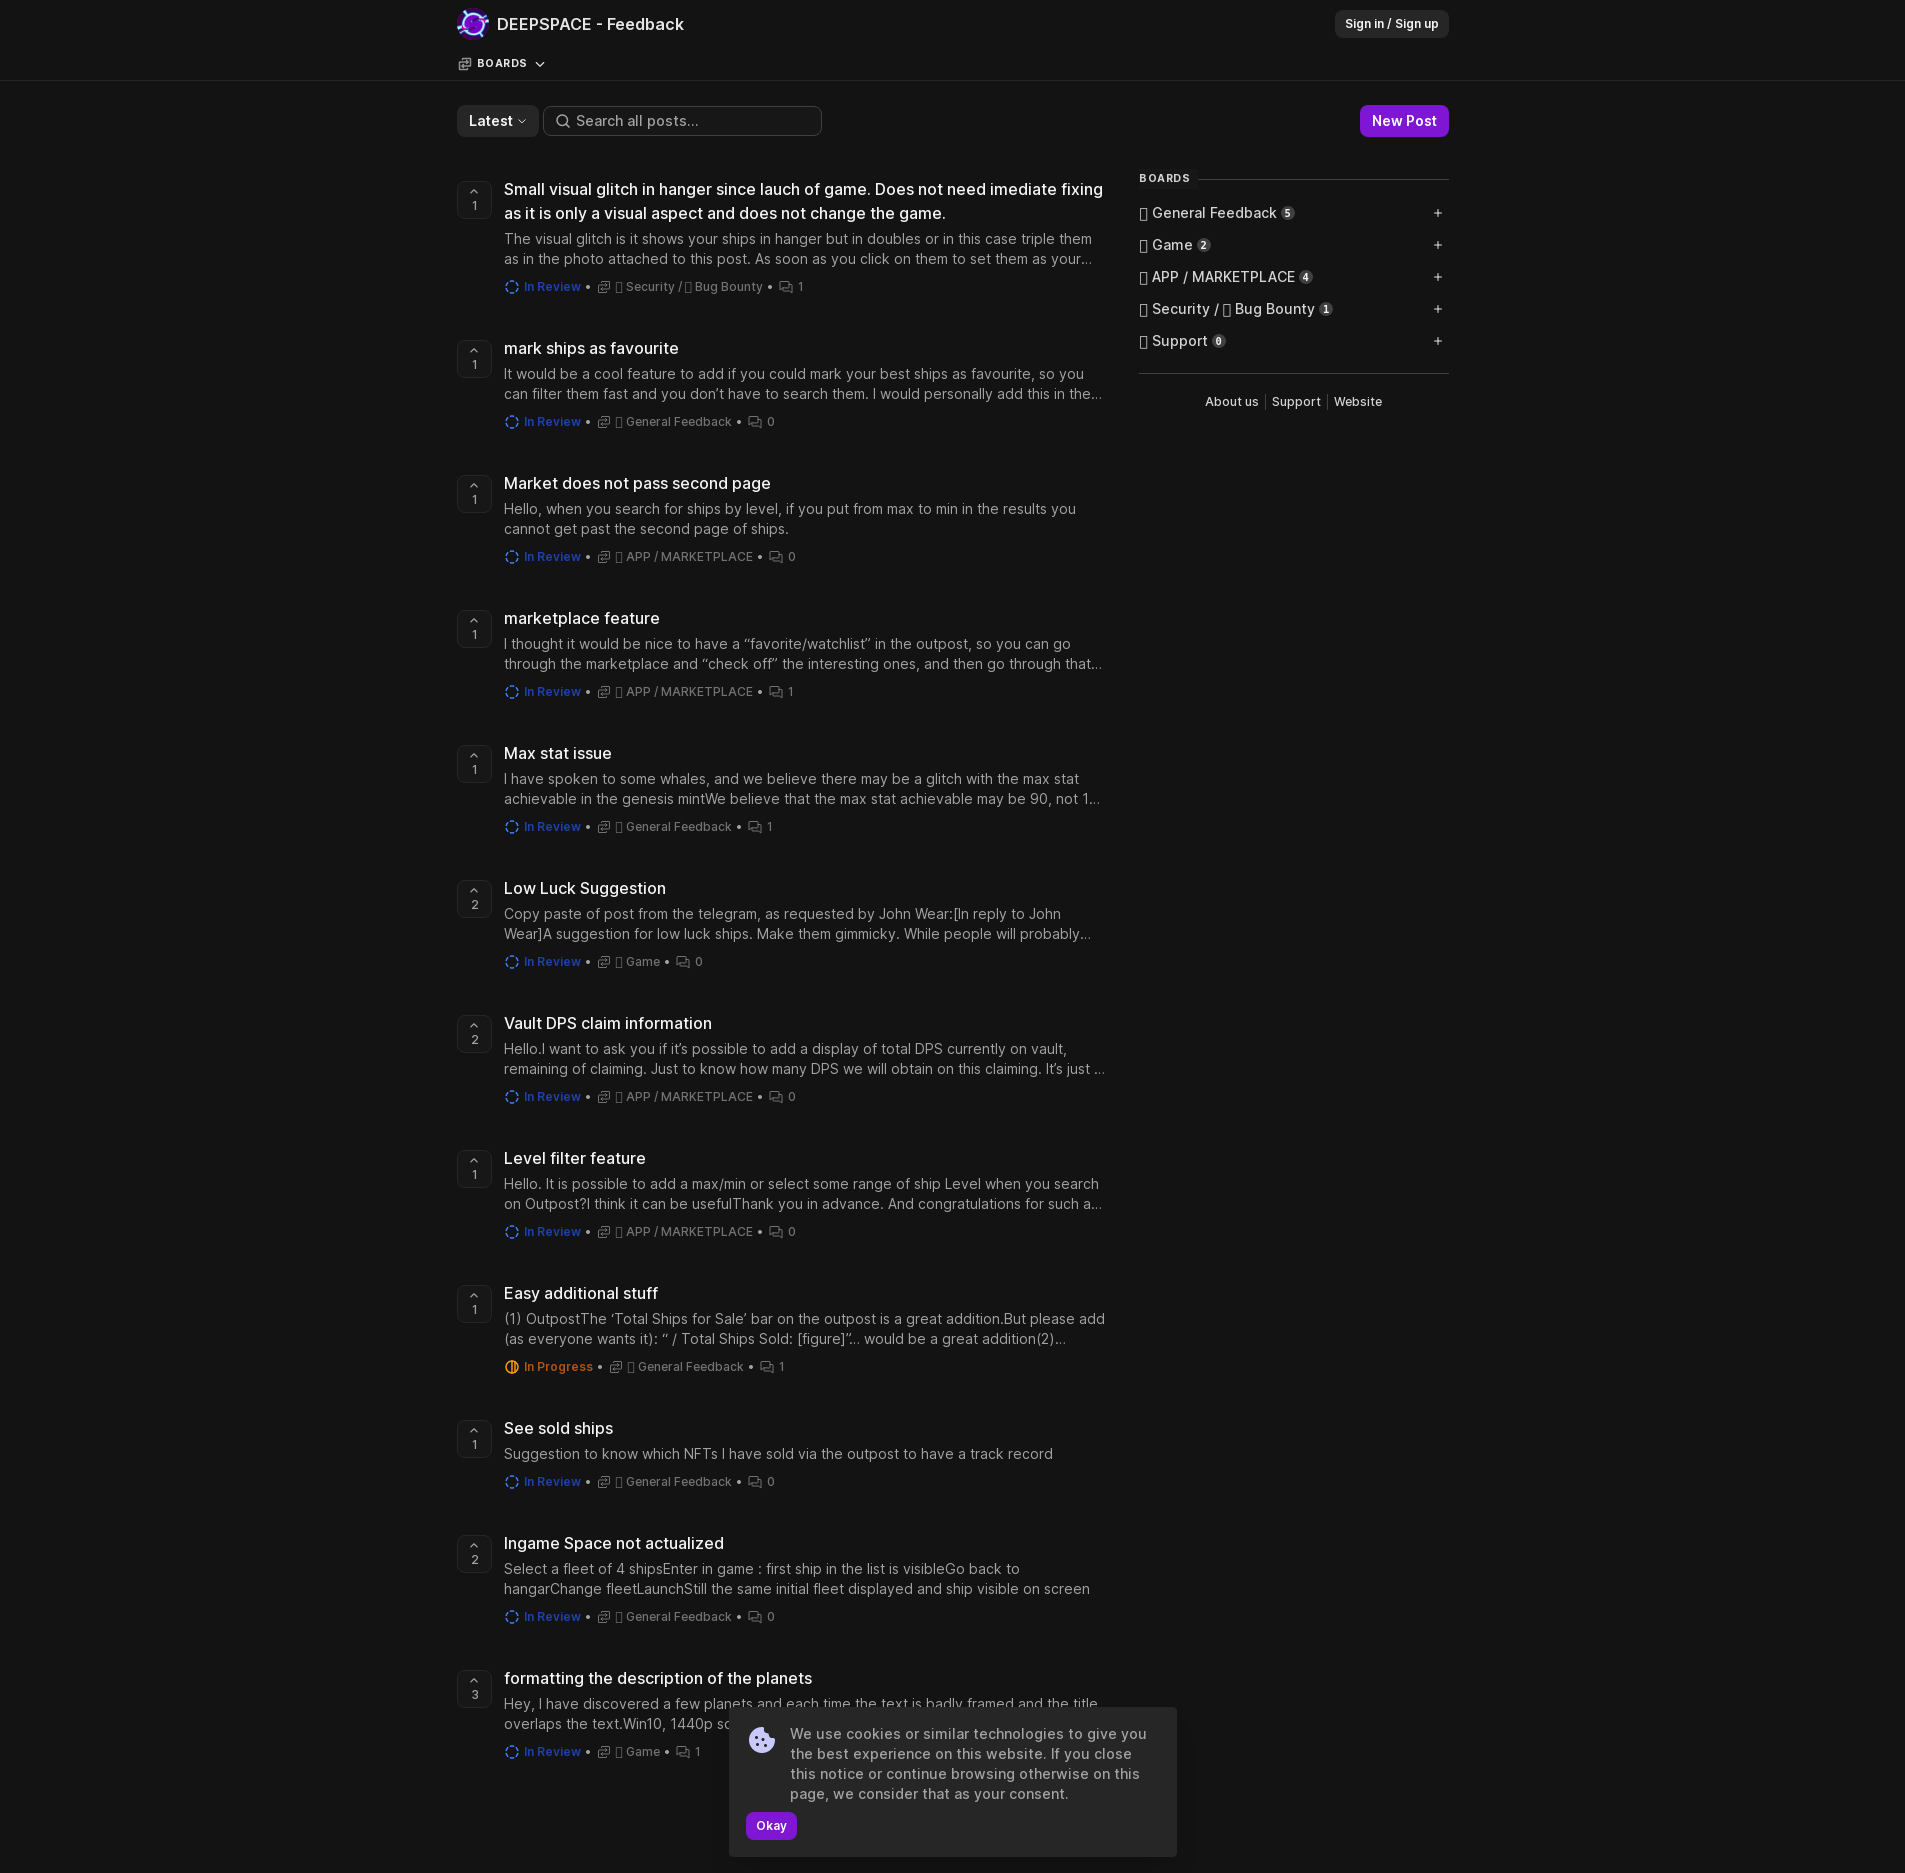 DEEPSPACE - Feedback
Sign in / Sign up
BOARDS
Latest
Search all posts...
New Post
1
Small visual glitch in hanger since lauch of game. Does not need imediate fixing
as it is only a visual aspect and does not change the game.
The visual glitch is it shows your ships in hanger but in doubles or in this case triple them
as in the photo attached to this post. As soon as you click on them to set them as your...
In Review • Security / Bug Bounty • 1
1
mark ships as favourite
It would be a cool feature to add if you could mark your best ships as favourite, so you
can filter them fast and you don’t have to search them. I would personally add this in the...
In Review • General Feedback • 0
1
Market does not pass second page
Hello, when you search for ships by level, if you put from max to min in the results you
cannot get past the second page of ships.
In Review • APP / MARKETPLACE • 0
1
marketplace feature
I thought it would be nice to have a “favorite/watchlist” in the outpost, so you can go
through the marketplace and “check off” the interesting ones, and then go through that...
In Review • APP / MARKETPLACE • 1
1
Max stat issue
I have spoken to some whales, and we believe there may be a glitch with the max stat
achievable in the genesis mintWe believe that the max stat achievable may be 90, not 1...
In Review • General Feedback • 1
2
Low Luck Suggestion
Copy paste of post from the telegram, as requested by John Wear:[In reply to John
Wear]A suggestion for low luck ships. Make them gimmicky. While people will probably...
In Review • Game • 0
2
Vault DPS claim information
Hello.I want to ask you if it’s possible to add a display of total DPS currently on vault,
remaining of claiming. Just to know how many DPS we will obtain on this claiming. It’s just ...
In Review • APP / MARKETPLACE • 0
1
Level filter feature
Hello. It is possible to add a max/min or select some range of ship Level when you search
on Outpost?I think it can be usefulThank you in advance. And congratulations for such a...
In Review • APP / MARKETPLACE • 0
1
Easy additional stuff
(1) OutpostThe ‘Total Ships for Sale’ bar on the outpost is a great addition.But please add
(as everyone wants it): “ / Total Ships Sold: [figure]”... would be a great addition(2)...
In Progress • General Feedback • 1
1
See sold ships
Suggestion to know which NFTs I have sold via the outpost to have a track record
In Review • General Feedback • 0
2
Ingame Space not actualized
Select a fleet of 4 shipsEnter in game : first ship in the list is visibleGo back to
hangarChange fleetLaunchStill the same initial fleet displayed and ship visible on screen
In Review • General Feedback • 0
3
formatting the description of the planets
Hey, I have discovered a few planets and each time the text is badly framed and the title
overlaps the text.Win10, 1440p
In Review • Game • 1
BOARDS
General Feedback 5
Game 2
APP / MARKETPLACE 4
Security / Bug Bounty 1
Support 0
About us
Support
Website
We use cookies or similar technologies to give you
the best experience on this website. If you close
this notice or continue browsing otherwise on this
page, we consider that as your consent.
Okay